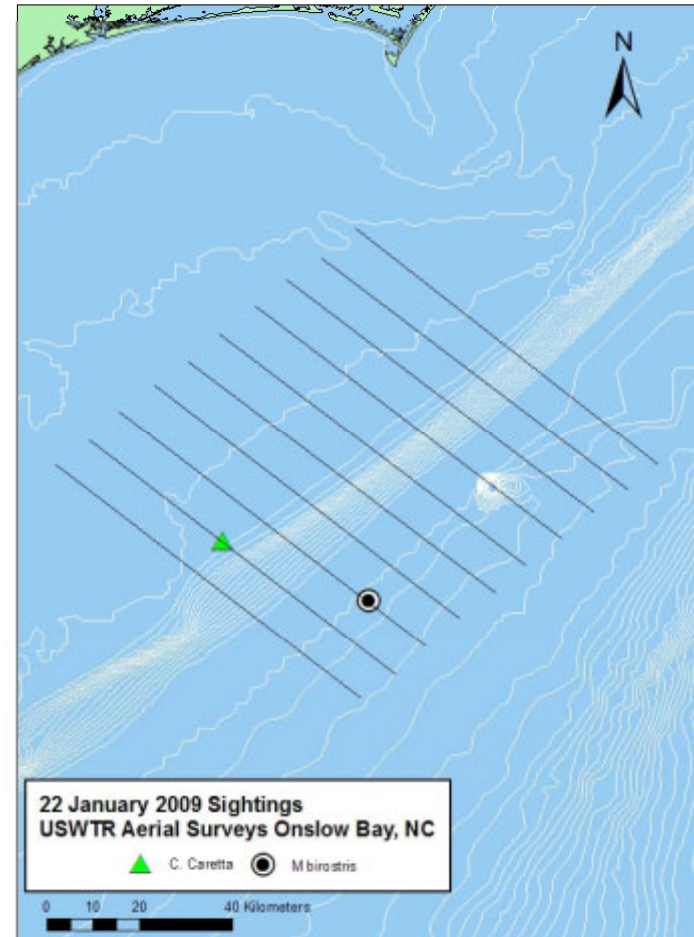 N
22 January 2009 Sightings
USWTR Aerial Surveys Onslow Bay, NC
C. Caretta M birostris
0 10 20 40 Kilometers